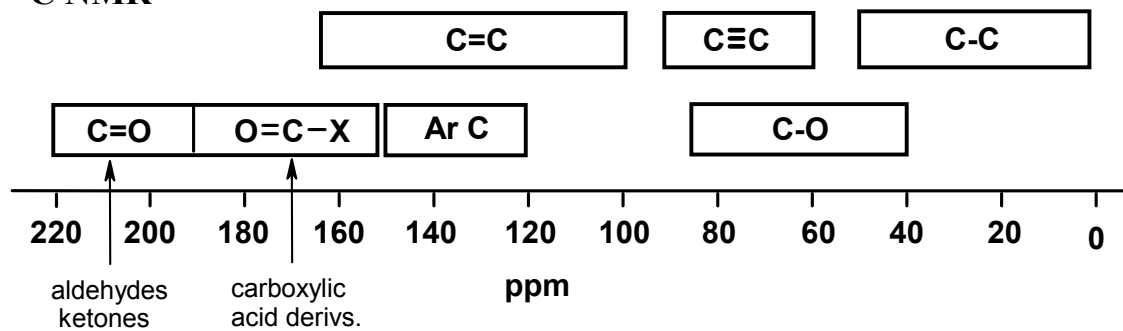 C NMR
C=C C≡C C-C
C=O O=C-X Ar C C-O
220 200 180 160 140 120 100 80 60 40 20 0
aldehydes carboxylic ppm
ketones acid derivs.